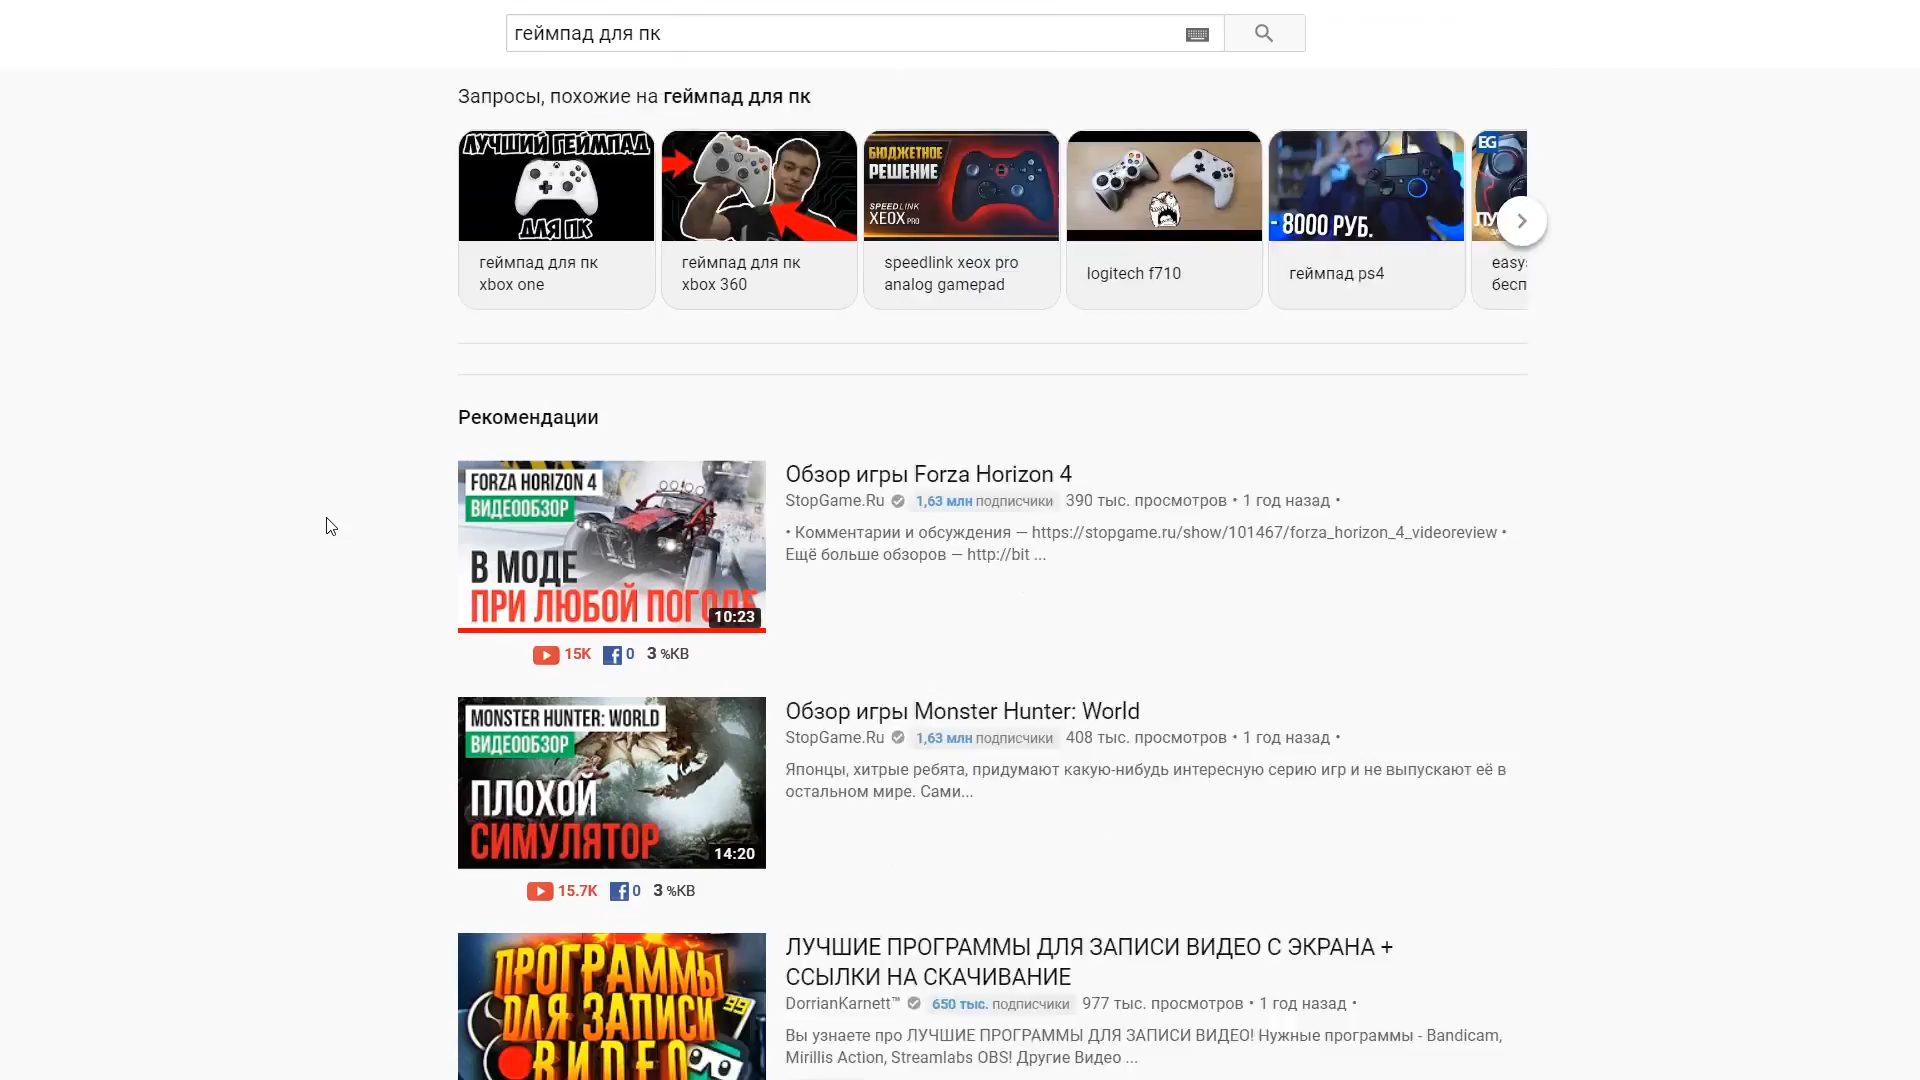 геймпад для пк
Запросы, похожие на геймпад для пк
ЛУЧШИЙ ГЕЙМПАД
ДЛЯ ПК
БЮДЖЕТНОЕ
РЕШЕНИЕ
SPEEDLINK
XEOX PRO
- 8000 РУБ.
EG
геймпад для пк
xbox one
геймпад для пк
xbox 360
speedlink xeox pro
analog gamepad
logitech f710
геймпад ps4
Рекомендации
FORZA HORIZON 4
ВИДЕООБЗОР
В МОДЕ
ПРИ ЛЮБОЙ ПОГОДЕ
10:23
Обзор игры Forza Horizon 4
StopGame.Ru 1,63 млн подписчики 390 тыс. просмотров • 1 год назад •
• Комментарии и обсуждения — https://stopgame.ru/show/101467/forza_horizon_4_videoreview •
Ещё больше обзоров — http://bit ...
15K 0 3 %KB
MONSTER HUNTER: WORLD
ВИДЕООБЗОР
ПЛОХОЙ
СИМУЛЯТОР
14:20
Обзор игры Monster Hunter: World
StopGame.Ru 1,63 млн подписчики 408 тыс. просмотров • 1 год назад •
Японцы, хитрые ребята, придумают какую-нибудь интересную серию игр и не выпускают её в
остальном мире. Сами...
15.7K 0 3 %KB
ПРОГРАММЫ
ДЛЯ ЗАПИСИ
ВИДЕО
99
ЛУЧШИЕ ПРОГРАММЫ ДЛЯ ЗАПИСИ ВИДЕО С ЭКРАНА +
ССЫЛКИ НА СКАЧИВАНИЕ
DorrianKarnett™ 650 тыс. подписчики 977 тыс. просмотров • 1 год назад •
Вы узнаете про ЛУЧШИЕ ПРОГРАММЫ ДЛЯ ЗАПИСИ ВИДЕО! Нужные программы - Bandicam,
Mirillis Action, Streamlabs OBS! Другие Видео ...